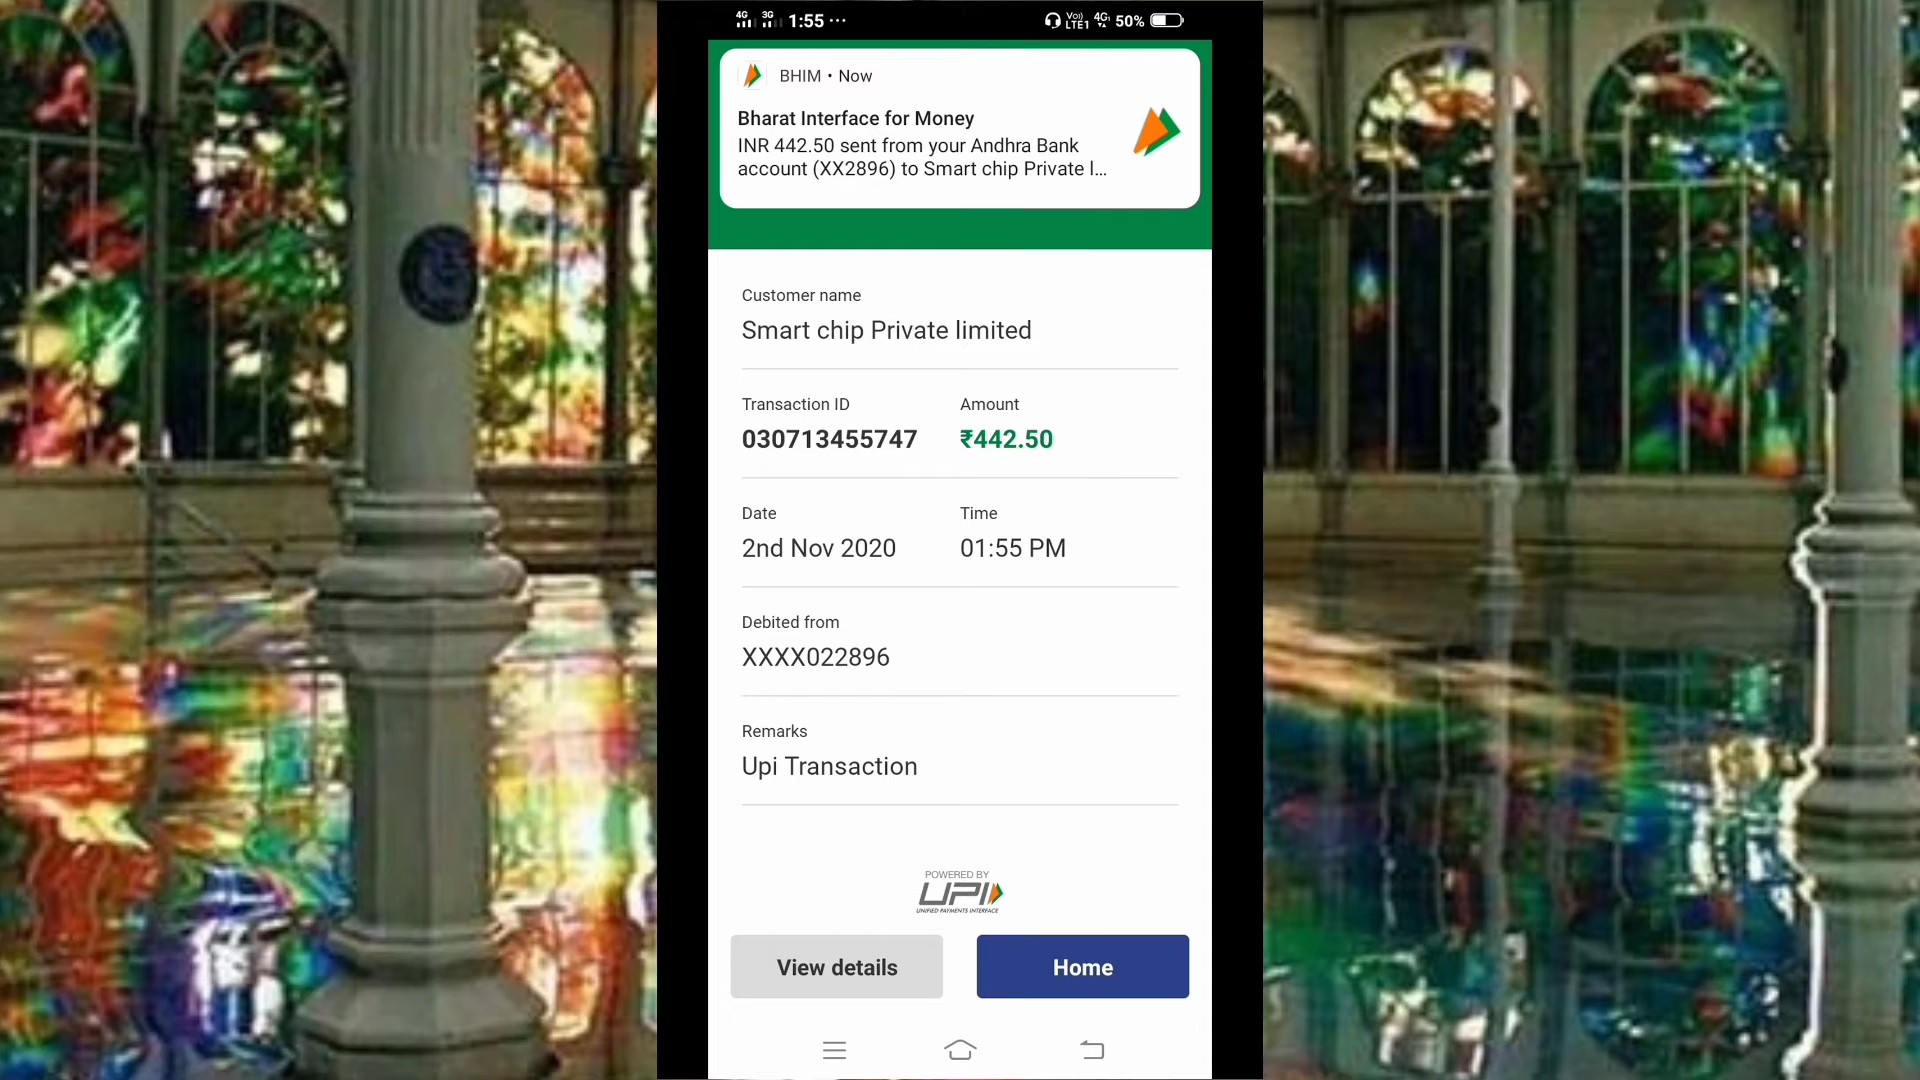 4G 3G 1:55 ... Vo) LTE1 4G 50%
BHIM • Now
Bharat Interface for Money
INR 442.50 sent from your Andhra Bank
account (XX2896) to Smart chip Private l...
Customer name
Smart chip Private limited
Transaction ID Amount
030713455747 ₹442.50
Date Time
2nd Nov 2020 01:55 PM
Debited from
XXXX022896
Remarks
Upi Transaction
POWERED BY
UPI
UNIFIED PAYMENTS INTERFACE
View details Home